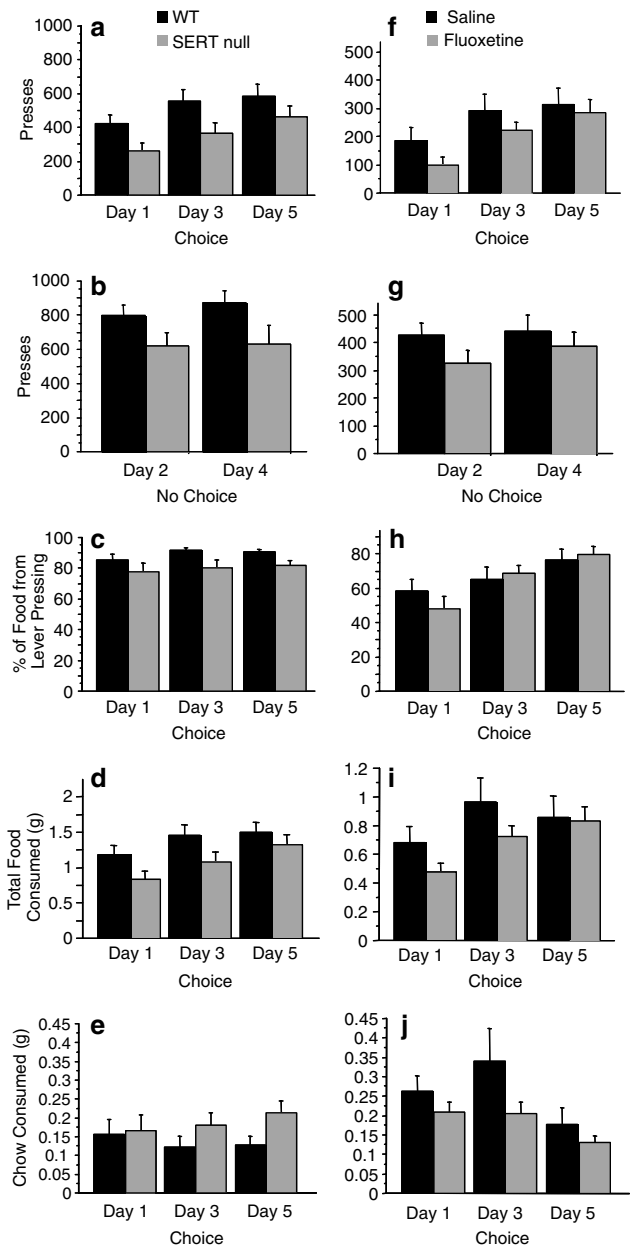 a
WT
SERT null
1000
800
600
400
200
0
Presses
Day 1 Day 3 Day 5
Choice
f
Saline
Fluoxetine
500
400
300
200
100
0
Day 1 Day 3 Day 5
Choice
b
1000
800
600
400
200
0
Presses
Day 2 Day 4
No Choice
g
500
400
300
200
100
0
Day 2 Day 4
No Choice
c
100
80
60
40
20
0
% of Food from
Lever Pressing
Day 1 Day 3 Day 5
Choice
h
80
60
40
20
0
Day 1 Day 3 Day 5
Choice
d
2
1.5
1
0.5
0
Total Food
Consumed (g)
Day 1 Day 3 Day 5
Choice
i
1.2
1
0.8
0.6
0.4
0.2
0
Day 1 Day 3 Day 5
Choice
e
0.45
0.4
0.35
0.3
0.25
0.2
0.15
0.05
0
Chow Consumed (g)
Day 1 Day 3 Day 5
Choice
j
0.45
0.4
0.35
0.3
0.25
0.2
0.15
0.05
0
Day 1 Day 3 Day 5
Choice